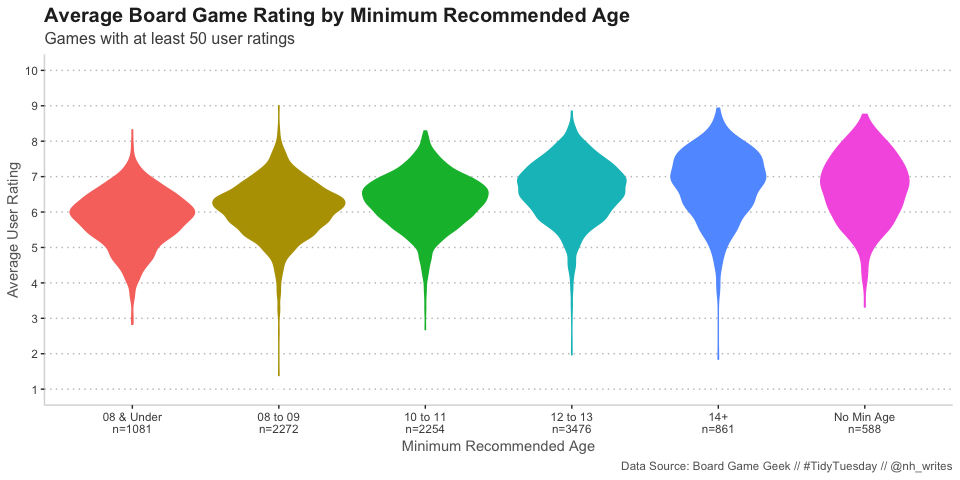 Average Board Game Rating by Minimum Recommended Age
Games with at least 50 user ratings
Average User Rating
10
9
8
7
6
5
4
3
2
1
08 & Under
n=1081
08 to 09
n=2272
10 to 11
n=2254
12 to 13
n=3476
14+
n=861
No Min Age
n=588
Minimum Recommended Age
Data Source: Board Game Geek // #TidyTuesday // @nh_writes